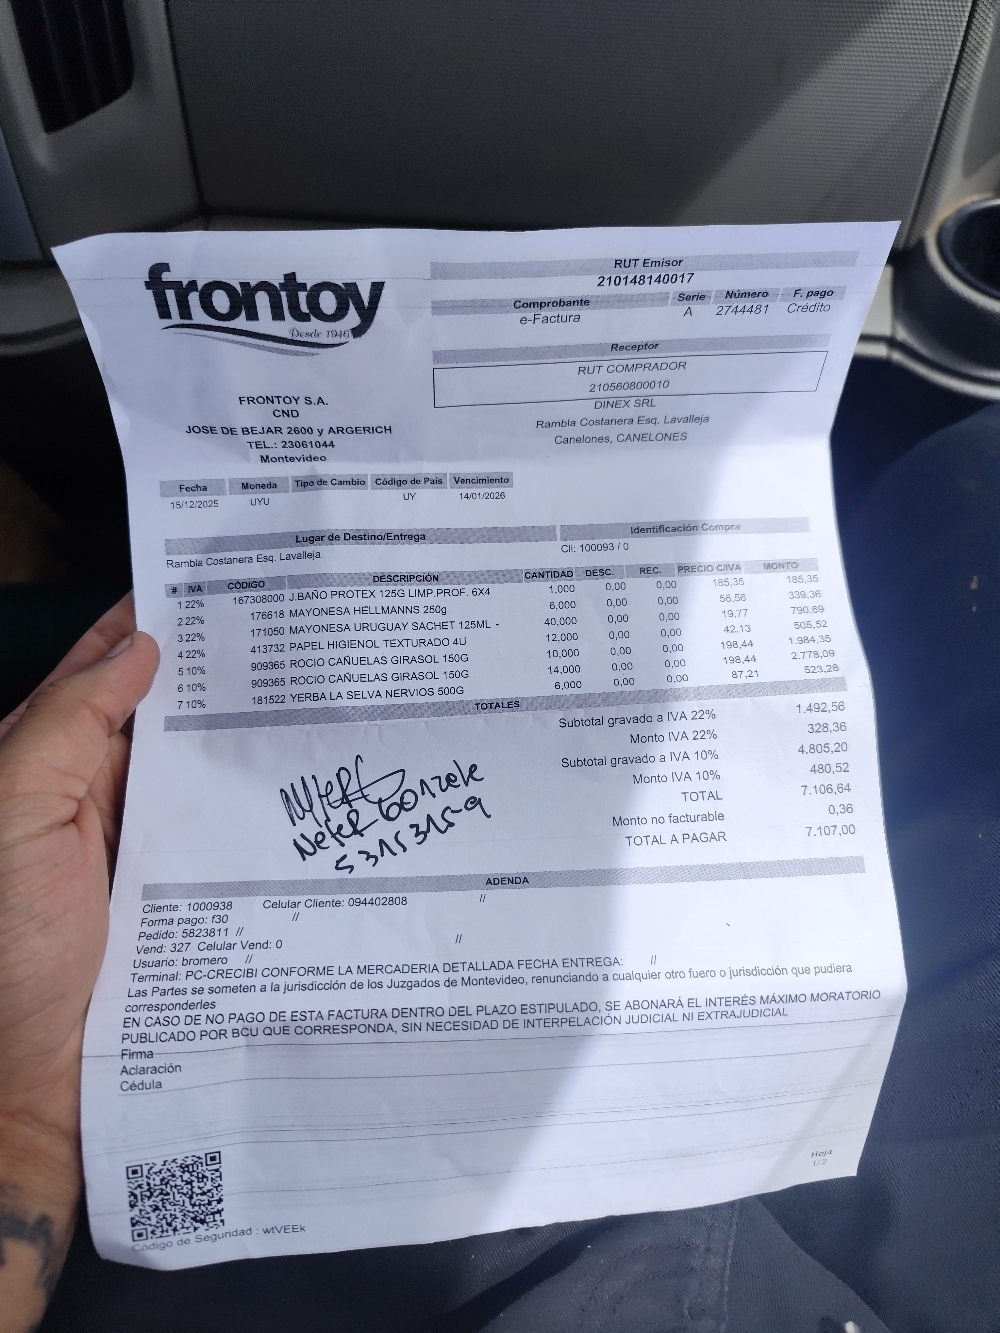 frontoy
Desde 1946
FRONTOY S.A.
CND
JOSE DE BEJAR 2600 y ARGERICH
TEL.: 23061044
Montevideo
RUT Emisor
210148140017
Comprobante Serie Número F. pago
e-Factura A 2744481 Crédito
Receptor
RUT COMPRADOR
210560800010
DINEX SRL
Rambla Costanera Esq. Lavalleja
Canelones, CANELONES
Fecha Moneda Tipo de Cambio Código de País Vencimiento
15/12/2025 UYU UY 14/01/2026
Lugar de Destino/Entrega Identificación Compra
Rambla Costanera Esq. Lavalleja Cli: 100093 / 0
# IVA CÓDIGO DESCRIPCIÓN CANTIDAD DESC. REC. PRECIO C/IVA MONTO
1 22% 167308000 J.BAÑO PROTEX 125G LIMP.PROF. 6X4 1,000 0,00 0,00 185,35 185,35
2 22% 176618 MAYONESA HELLMANNS 250g 6,000 0,00 0,00 56,56 339,36
3 22% 171050 MAYONESA URUGUAY SACHET 125ML - 40,000 0,00 0,00 19,77 790,69
4 22% 413732 PAPEL HIGIENOL TEXTURADO 4U 12,000 0,00 0,00 42,13 505,52
5 10% 909365 ROCIO CAÑUELAS GIRASOL 150G 10,000 0,00 0,00 198,44 1.984,35
6 10% 909365 ROCIO CAÑUELAS GIRASOL 150G 14,000 0,00 0,00 198,44 2.778,09
7 10% 181522 YERBA LA SELVA NERVIOS 500G 6,000 0,00 0,00 87,21 523,28
TOTALES
Subtotal gravado a IVA 22% 1.492,56
Monto IVA 22% 328,36
Subtotal gravado a IVA 10% 4.805,20
Monto IVA 10% 480,52
TOTAL 7.106,64
Monto no facturable 0,36
TOTAL A PAGAR 7.107,00
Nefer Gonzele
5315315-9
ADENDA
Cliente: 1000938 Celular Cliente: 094402808 //
Forma pago: f30 //
Pedido: 5823811 //
Vend: 327 Celular Vend: 0 //
Usuario: bromero //
Terminal: PC-CRECIBI CONFORME LA MERCADERIA DETALLADA FECHA ENTREGA: //
Las Partes se someten a la jurisdicción de los Juzgados de Montevideo, renunciando a cualquier otro fuero o jurisdicción que pudiera
corresponderles
EN CASO DE NO PAGO DE ESTA FACTURA DENTRO DEL PLAZO ESTIPULADO, SE ABONARÁ EL INTERÉS MÁXIMO MORATORIO
PUBLICADO POR BCU QUE CORRESPONDA, SIN NECESIDAD DE INTERPELACIÓN JUDICIAL NI EXTRAJUDICIAL
Firma
Aclaración
Cédula
Hoja
1/2
Código de Seguridad : wtVEEk